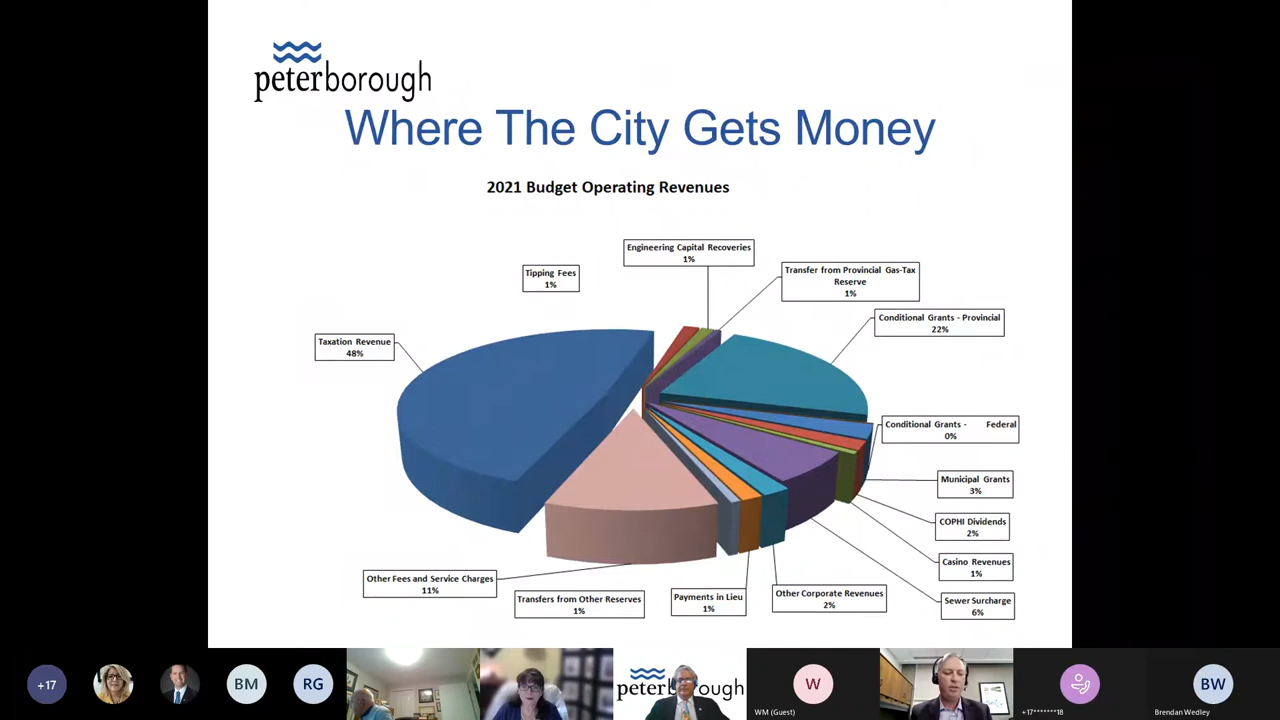 peterborough
Where The City Gets Money
2021 Budget Operating Revenues
Engineering Capital Recoveries
1%
Tipping Fees
1%
Transfer from Provincial Gas-Tax
Reserve
1%
Conditional Grants - Provincial
22%
Taxation Revenue
48%
Conditional Grants - Federal
0%
Municipal Grants
3%
COPHI Dividends
2%
Casino Revenues
1%
Sewer Surcharge
6%
Other Corporate Revenues
2%
Payments in Lieu
1%
Transfers from Other Reserves
1%
Other Fees and Service Charges
11%
+17
BM
RG
peterborough
W
WM (Guest)
+17*******18
BW
Brendan Wedley